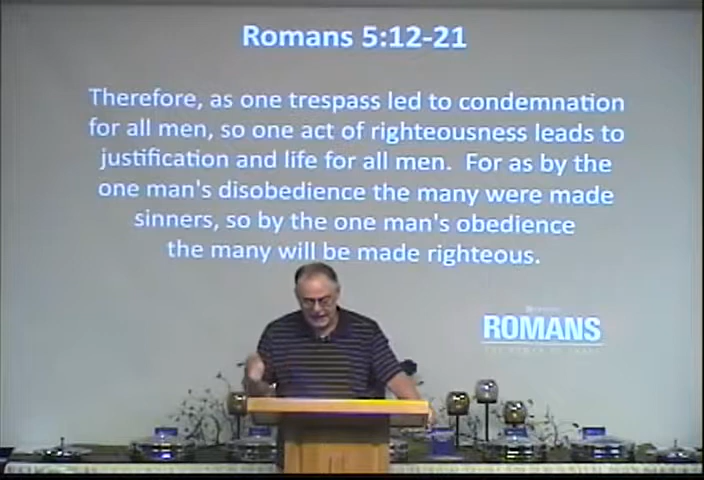 Romans 5:12-21
Therefore, as one trespass led to condemnation
for all men, so one act of righteousness leads to
justification and life for all men.  For as by the
one man's disobedience the many were made
sinners, so by the one man's obedience
the many will be made righteous.
ROMANS